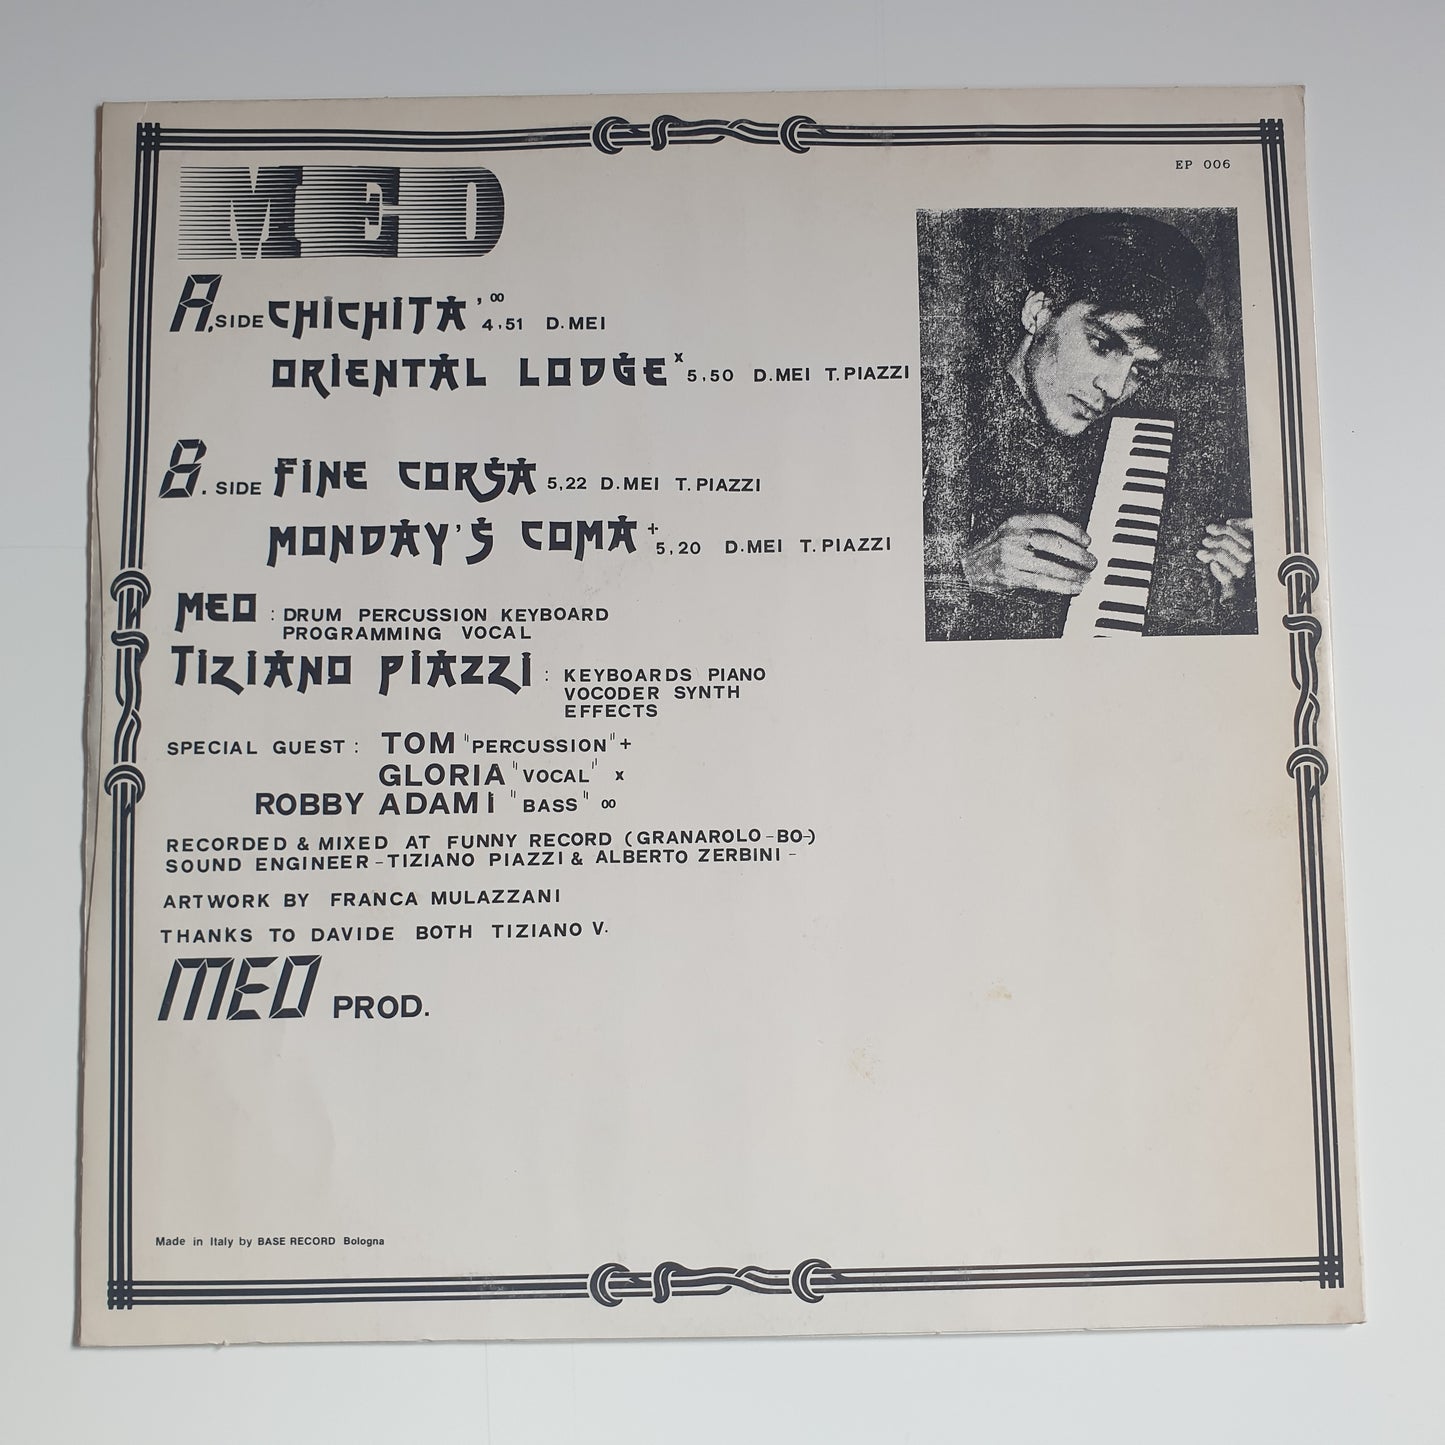 EP 006
MEO
A.SIDE CHICHITA ’∞ 4,51 D.MEI
ORIENTAL LODGE x 5,50 D.MEI T.PIAZZI
B. SIDE FINE CORSA 5,22 D.MEI T.PIAZZI
MONDAY'S COMA + 5,20 D.MEI T.PIAZZI
MEO : DRUM PERCUSSION KEYBOARD
PROGRAMMING VOCAL
TIZIANO PIAZZI : KEYBOARDS PIANO
VOCODER SYNTH
EFFECTS
SPECIAL GUEST : TOM "PERCUSSION" +
GLORIA "VOCAL" x
ROBBY ADAMI "BASS" ∞
RECORDED & MIXED AT FUNNY RECORD (GRANAROLO-BO-)
SOUND ENGINEER-TIZIANO PIAZZI & ALBERTO ZERBINI -
ARTWORK BY FRANCA MULAZZANI
THANKS TO DAVIDE BOTH TIZIANO V.
MEO PROD.
Made in Italy by BASE RECORD Bologna